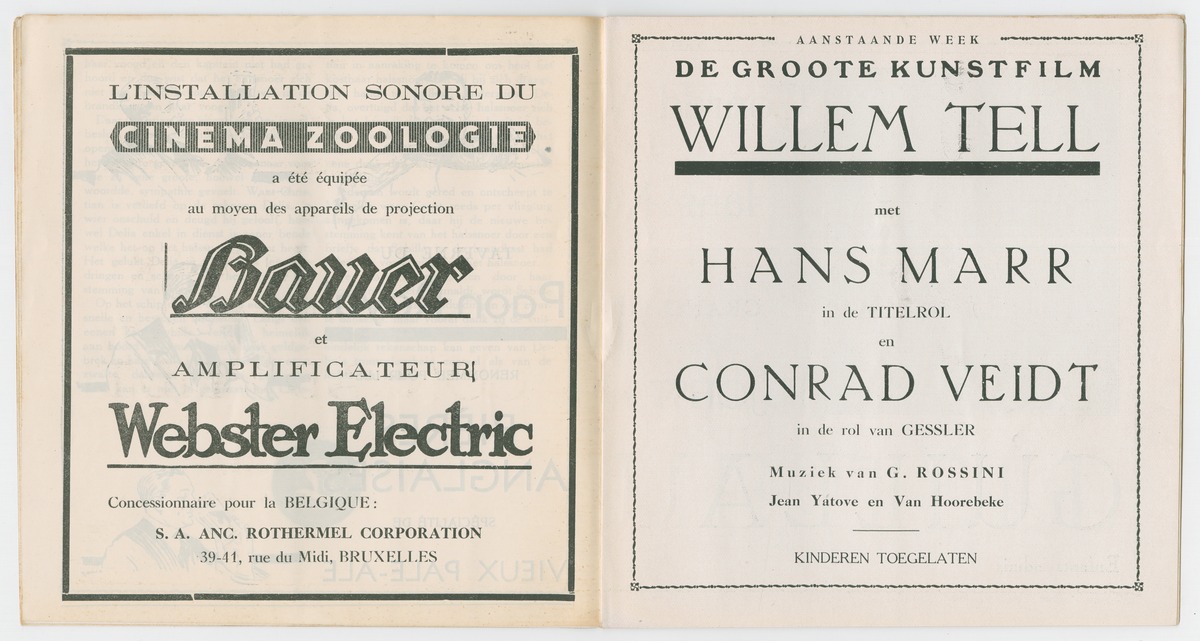 L'INSTALLATION SONORE DU
CINEMA ZOOLOGIE
a été équipée
au moyen des appareils de projection
Bauer
et
AMPLIFICATEUR
Webster Electric
Concessionnaire pour la BELGIQUE :
S. A. ANC. ROTHERMEL CORPORATION
39-41, rue du Midi, BRUXELLES
AANSTAANDE WEEK
DE GROOTE KUNSTFILM
WILLEM TELL
met
HANS MARR
in de TITELROL
en
CONRAD VEIDT
in de rol van GESSLER
Muziek van G. ROSSINI
Jean Yatove en Van Hoorebeke
KINDEREN TOEGELATEN